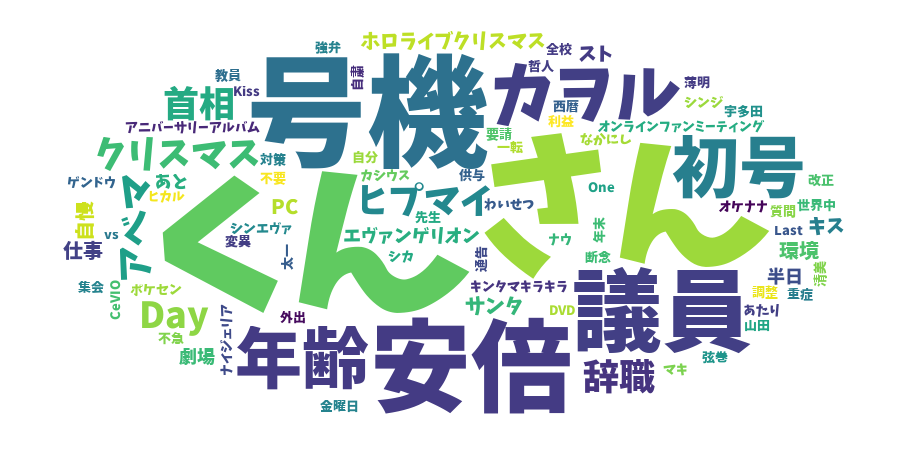 ホロライブクリスマス
強弁
全校
スト
哲人
教員
Kiss
自粛
号機
カヲル
薄明
首相
西暦
シンジ
宇多田
アニバーサリーアルバム
利益
オンラインファンミーティング
要請
一転
なかにし
クリスマス
対策
自分
さん
初号
ゲンドウ
あと
不要
カシウス
供与
One
改正
アベマ
ヒカル
ヒプマイ
わいせつ
オケナナ
質問
世界中
自慢
PC
先生
くん
vs
シンエヴァ
エヴァンゲリオン
ナウ
年末
Last
キス
仕事
変異
シカ
断念
環境
太一
通告
清美
集会
CeVIO
ポケセン
キンタマキラキラ
議員
半日
調整
重症
Day
サンタ
DVD
あたり
外出
山田
不急
ナイジェリア
劇場
年齢
安倍
辞職
マキ
弦巻
金曜日